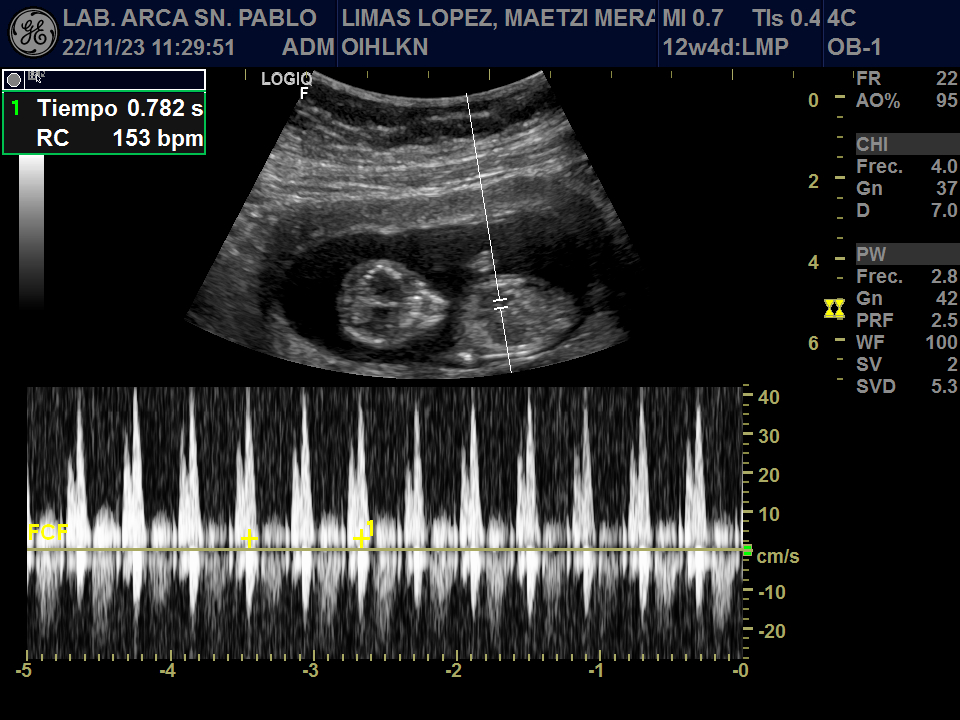 LAB. ARCA SN. PABLO LIMAS LOPEZ, MAETZI MERA MI 0.7 TIs 0.4 4C
22/11/23 11:29:51 ADM OIHLKN 12w4d:LMP OB-1
LOGIQ
F
1 Tiempo 0.782 s
RC 153 bpm
FR 22
AO% 95
CHI
Frec. 4.0
Gn 37
D 7.0
PW
Frec. 2.8
Gn 42
PRF 2.5
WF 100
SV 2
SVD 5.3
0
2
4
6
FCF
1
40
30
20
10
cm/s
-10
-20
-5 -4 -3 -2 -1 -0